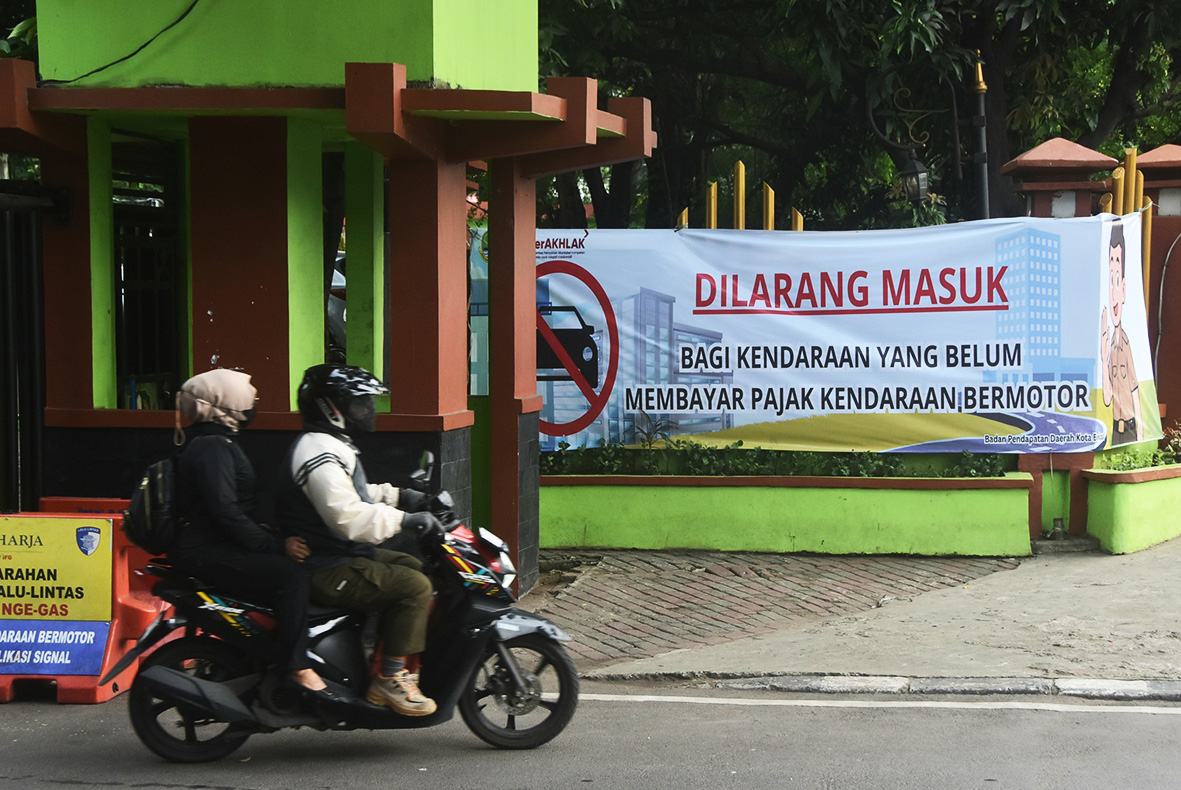 erAKHLAK
DILARANG MASUK
BAGI KENDARAAN YANG BELUM
MEMBAYAR PAJAK KENDARAAN BERMOTOR
Badan Pendapatan Daerah Kota
HARJA
ARAHAN
ALU-LINTAS
NGE-GAS
DARAAN BERMOTOR
LIKASI SIGNAL